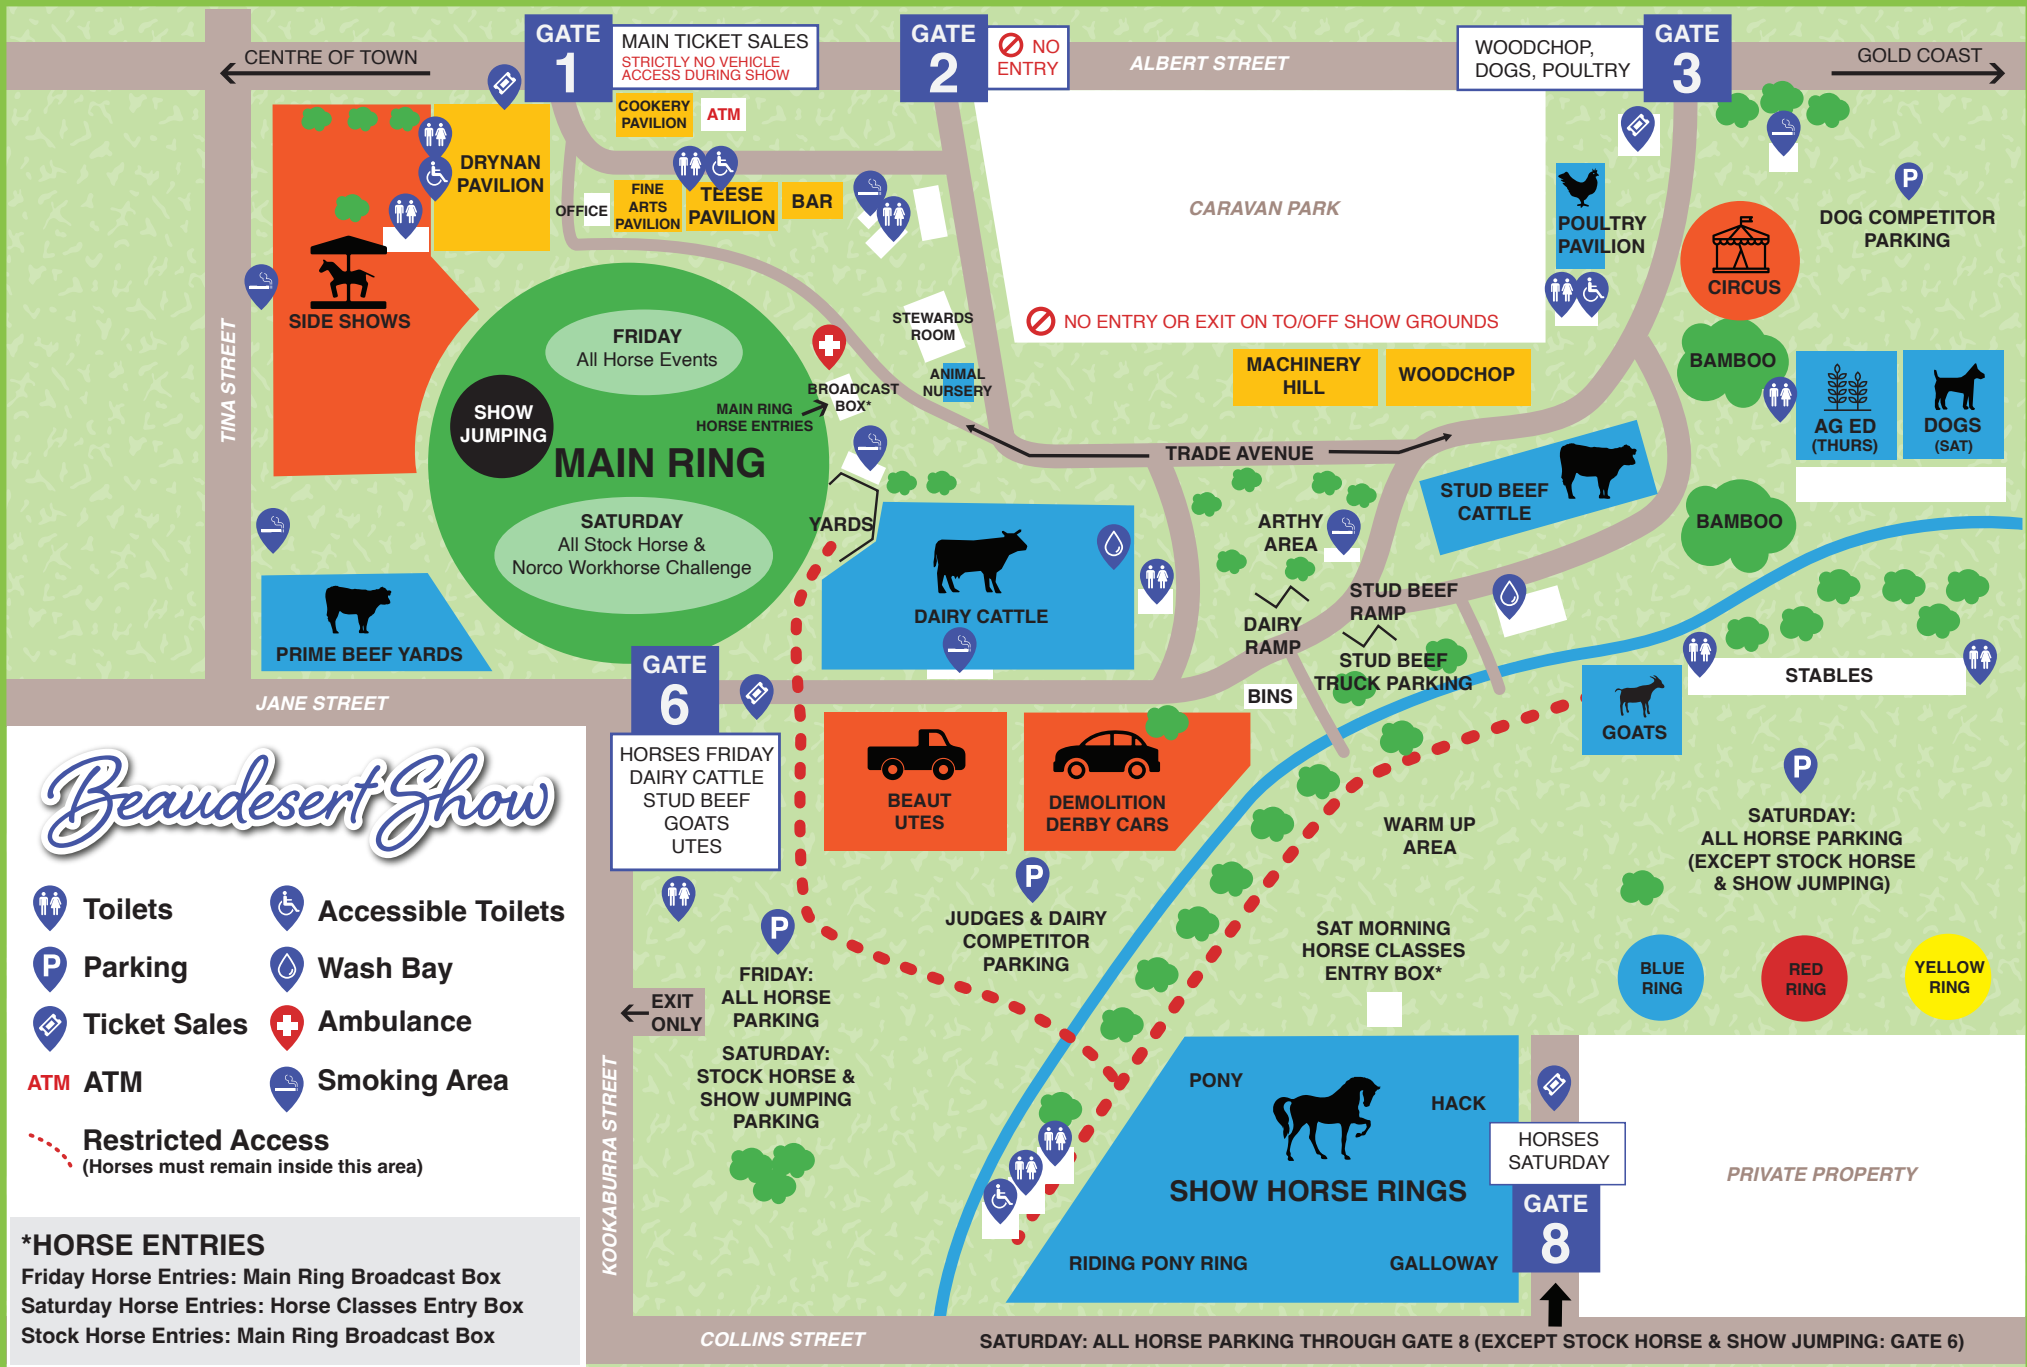 GATE
1
MAIN TICKET SALES
STRICTLY NO VEHICLE
ACCESS DURING SHOW
GATE
2
NO
ENTRY
ALBERT STREET
WOODCHOP,
DOGS, POULTRY
GATE
3
GOLD COAST
CENTRE OF TOWN
COOKERY
PAVILION
ATM
DRYNAN
PAVILION
OFFICE
FINE
ARTS
PAVILION
TEESE
PAVILION
BAR
CARAVAN PARK
NO ENTRY OR EXIT ON TO/OFF SHOW GROUNDS
POULTRY
PAVILION
P
DOG COMPETITOR
PARKING
CIRCUS
SIDE SHOWS
TINA STREET
FRIDAY
All Horse Events
SHOW
JUMPING
MAIN RING
SATURDAY
All Stock Horse &
Norco Workhorse Challenge
STEWARDS
ROOM
ANIMAL
NURSERY
BROADCAST
BOX*
MAIN RING
HORSE ENTRIES
MACHINERY
HILL
WOODCHOP
BAMBOO
AG ED
(THURS)
DOGS
(SAT)
TRADE AVENUE
STUD BEEF
CATTLE
BAMBOO
YARDS
ARTHY
AREA
DAIRY CATTLE
DAIRY
RAMP
STUD BEEF
RAMP
STUD BEEF
TRUCK PARKING
BINS
PRIME BEEF YARDS
JANE STREET
GATE
6
HORSES FRIDAY
DAIRY CATTLE
STUD BEEF
GOATS
UTES
STABLES
GOATS
BEAUT
UTES
DEMOLITION
DERBY CARS
WARM UP
AREA
P
SATURDAY:
ALL HORSE PARKING
(EXCEPT STOCK HORSE
& SHOW JUMPING)
P
JUDGES & DAIRY
COMPETITOR
PARKING
P
FRIDAY:
ALL HORSE
PARKING
SATURDAY:
STOCK HORSE &
SHOW JUMPING
PARKING
EXIT
ONLY
SAT MORNING
HORSE CLASSES
ENTRY BOX*
BLUE
RING
RED
RING
YELLOW
RING
KOOKABURRA STREET
PONY
HACK
SHOW HORSE RINGS
RIDING PONY RING
GALLOWAY
HORSES
SATURDAY
GATE
8
PRIVATE PROPERTY
COLLINS STREET
SATURDAY: ALL HORSE PARKING THROUGH GATE 8 (EXCEPT STOCK HORSE & SHOW JUMPING: GATE 6)
Beaudesert Show
Toilets
Accessible Toilets
P
Parking
Wash Bay
Ticket Sales
Ambulance
ATM ATM
Smoking Area
Restricted Access
(Horses must remain inside this area)
*HORSE ENTRIES
Friday Horse Entries: Main Ring Broadcast Box
Saturday Horse Entries: Horse Classes Entry Box
Stock Horse Entries: Main Ring Broadcast Box